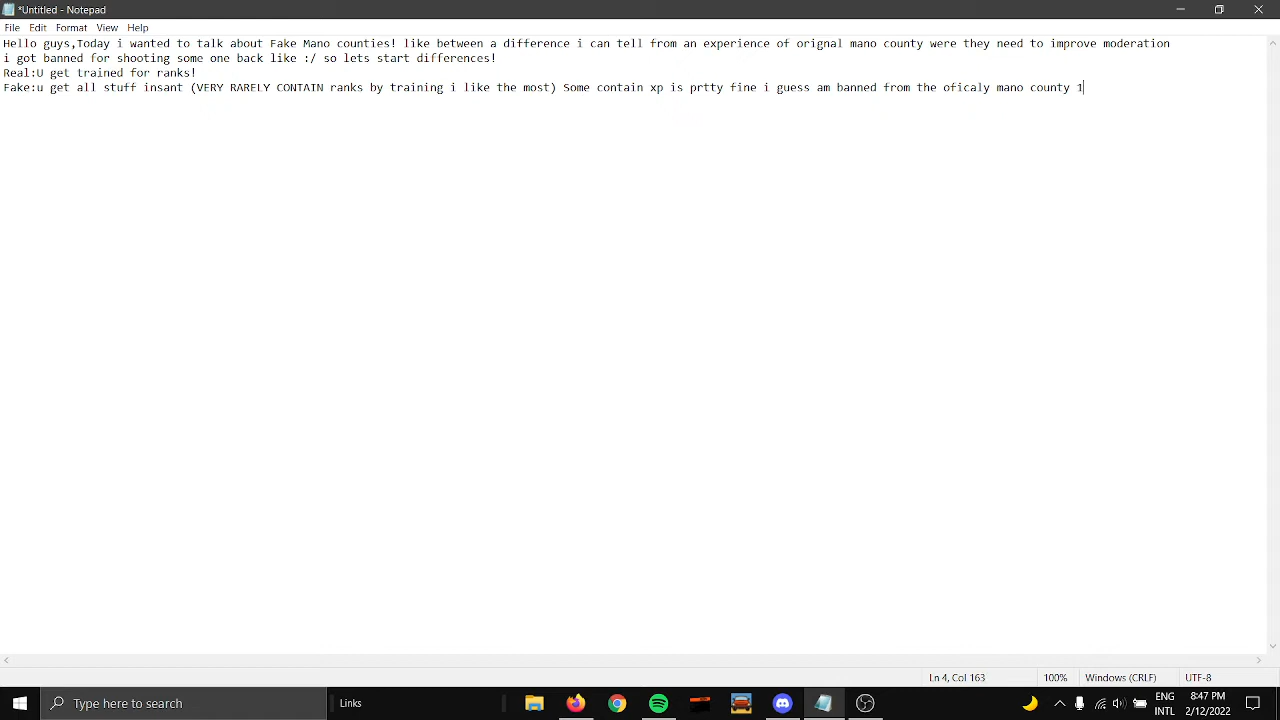 *Untitled - Notepad
File Edit Format View Help
Hello guys,Today i wanted to talk about Fake Mano counties! like between a difference i can tell from an experience of orignal mano county were they need to improve moderation
i got banned for shooting some one back like :/ so lets start differences!
Real:U get trained for ranks!
Fake:u get all stuff insant (VERY RARELY CONTAIN ranks by training i like the most) Some contain xp is prtty fine i guess am banned from the oficaly mano county 1
Ln 4, Col 163 100% Windows (CRLF) UTF-8
Type here to search Links ENG INTL 8:47 PM 2/12/2022